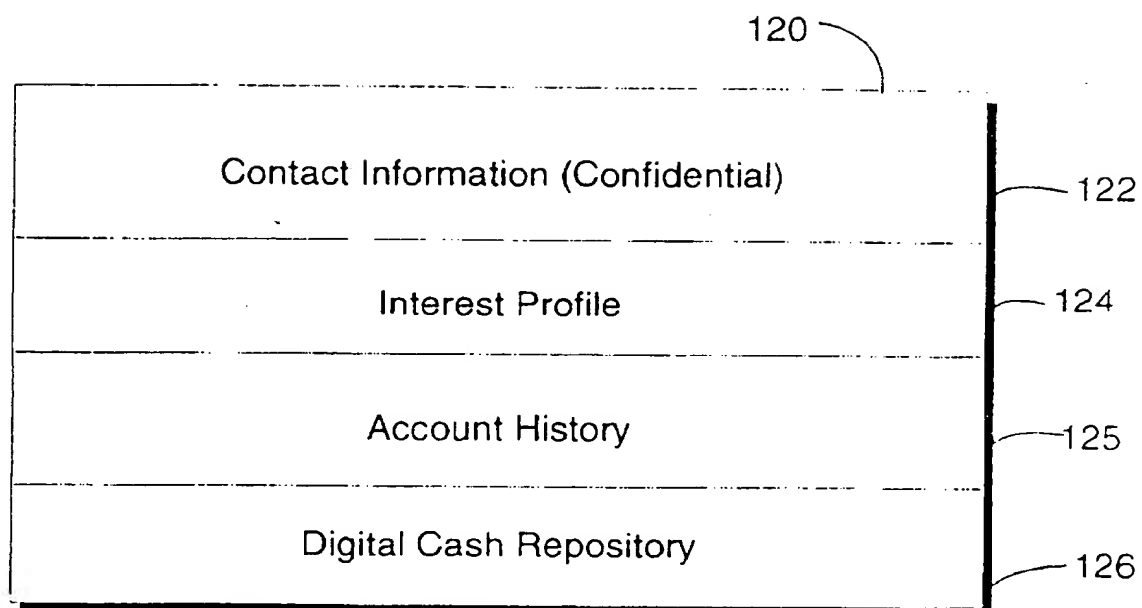 120
Contact Information (Confidential)
122
Interest Profile
124
Account History
125
Digital Cash Repository
126